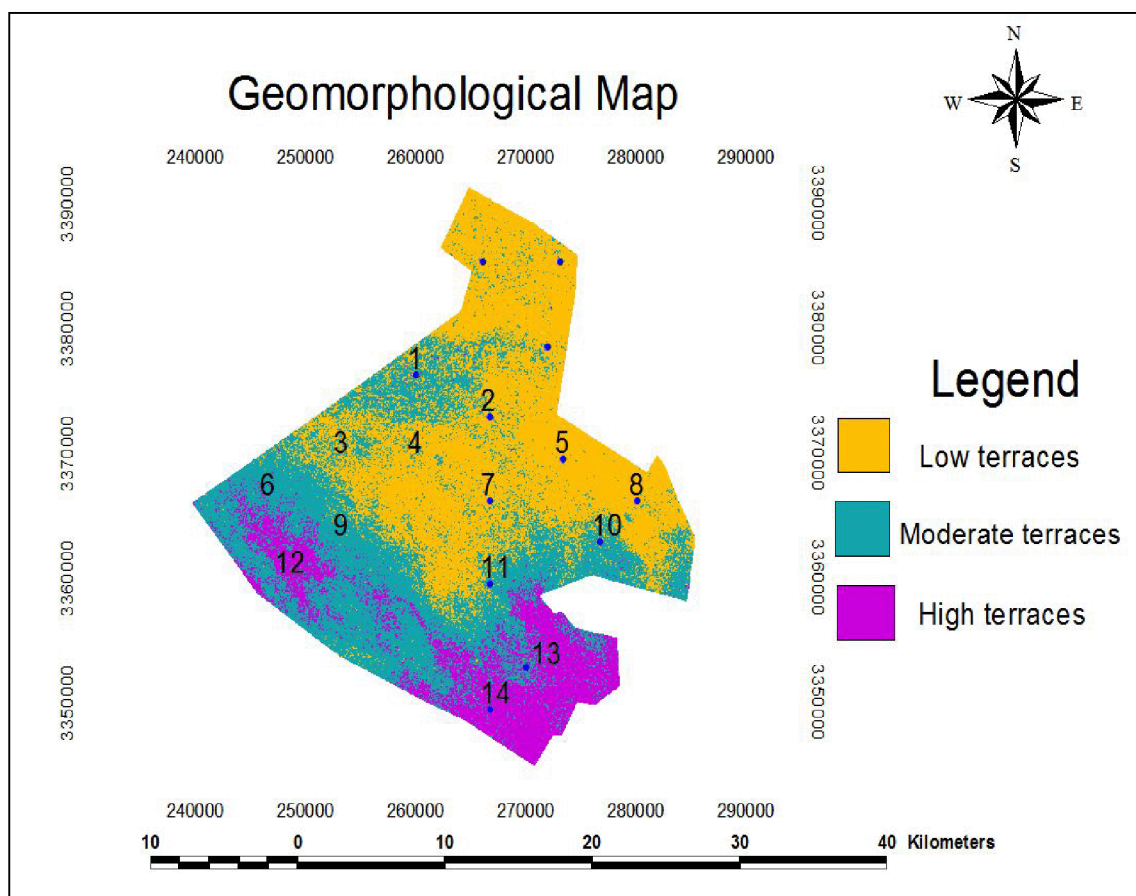 N
Geomorphological Map
W E
S
240000 250000 260000 270000 280000 290000
3390000 3390000
3380000 3380000
1
Legend
2
3 4 5
3370000 3370000
Low terraces
6 7 8
9 10
Moderate terraces
12 11
3360000 3360000
High terraces
13
14
3350000 3350000
240000 250000 260000 270000 280000 290000
10 0 10 20 30 40 Kilometers